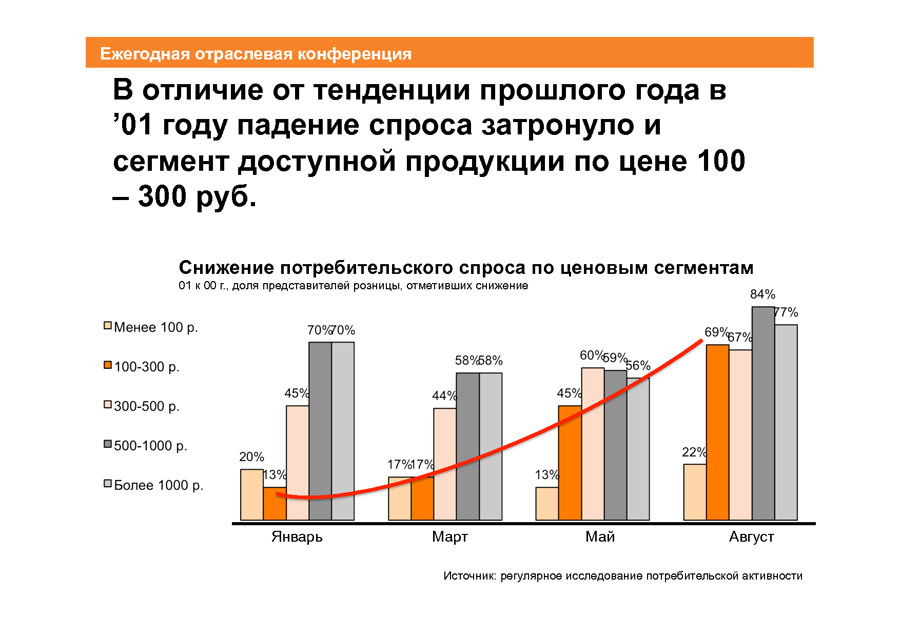 Ежегодная отраслевая конференция
В отличие от тенденции прошлого года в
’01 году падение спроса затронуло и
сегмент доступной продукции по цене 100
– 300 руб.
Снижение потребительского спроса по ценовым сегментам
01 к 00 г., доля представителей розницы, отметивших снижение
Менее 100 р.
100-300 р.
300-500 р.
500-1000 р.
Более 1000 р.
20% 13% 45% 70% 70%
17% 17% 44% 58% 58%
13% 45% 60% 59% 56%
22% 69% 67% 84% 77%
Январь Март Май Август
Источник: регулярное исследование потребительской активности